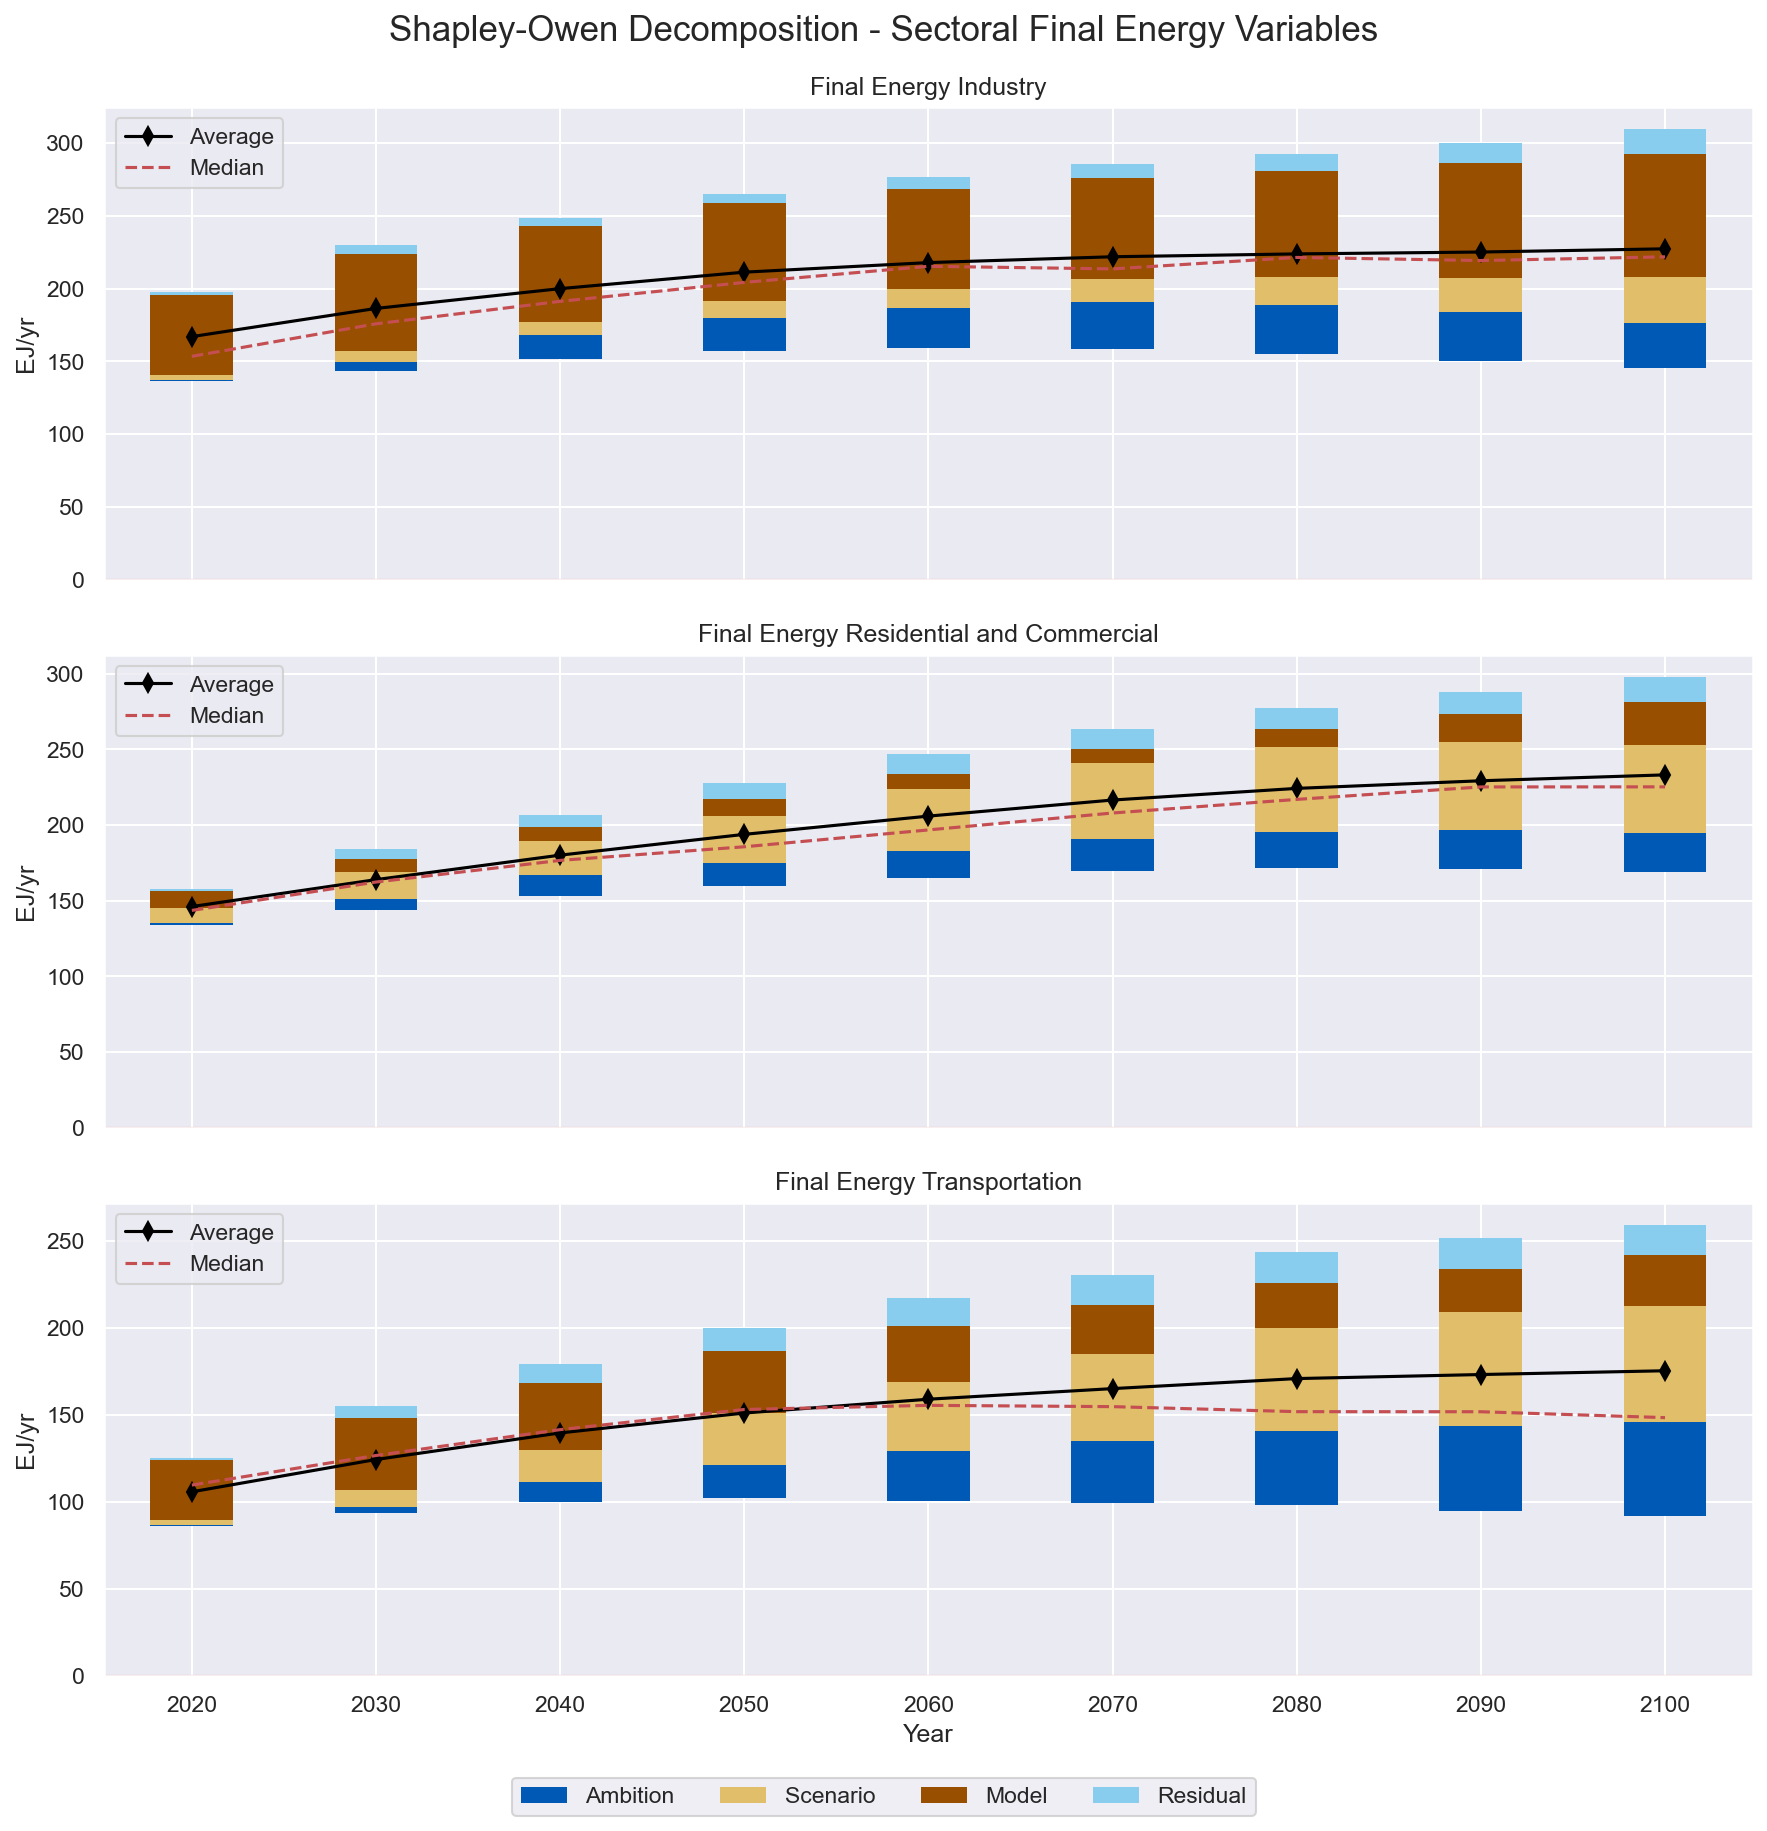 Shapley-Owen Decomposition - Sectoral Final Energy Variables
Final Energy Industry
Average
Median
300
250
200
150
100
50
0
EJ/yr
Final Energy Residential and Commercial
Average
Median
300
250
200
150
100
50
0
EJ/yr
Final Energy Transportation
Average
Median
250
200
150
100
50
0
EJ/yr
2020 2030 2040 2050 2060 2070 2080 2090 2100
Year
Ambition Scenario Model Residual